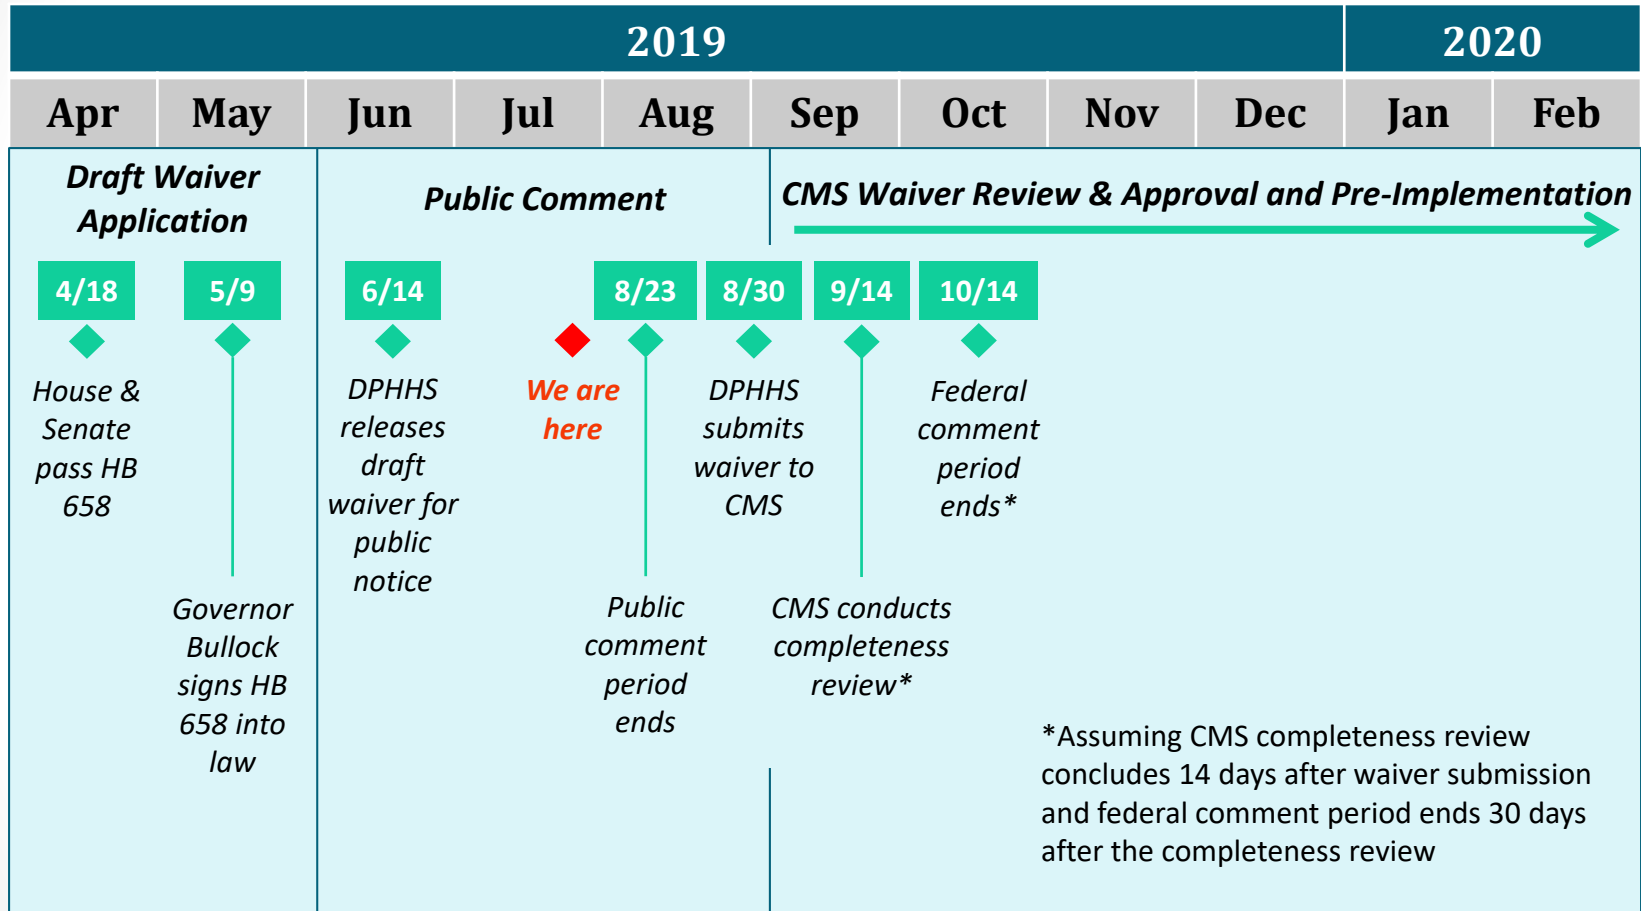 2019
2020
Apr
May
Jun
Jul
Aug
Sep
Oct
Nov
Dec
Jan
Feb
Draft Waiver
Application
Public Comment
CMS Waiver Review & Approval and Pre-Implementation
4/18
5/9
6/14
8/23
8/30
9/14
10/14
House &
Senate
pass HB
658
Governor
Bullock
signs HB
658 into
law
DPHHS
releases
draft
waiver for
public
notice
We are
here
Public
comment
period
ends
DPHHS
submits
waiver to
CMS
CMS conducts
completeness
review*
Federal
comment
period
ends*
*Assuming CMS completeness review
concludes 14 days after waiver submission
and federal comment period ends 30 days
after the completeness review